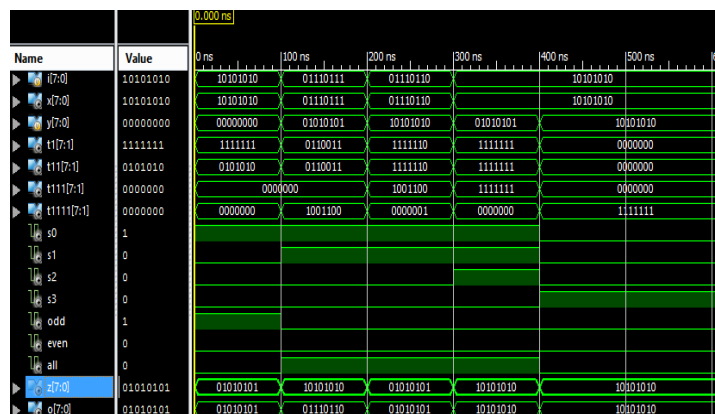 0.000 ns
Name Value 0 ns 100 ns 200 ns 300 ns 400 ns 500 ns
i[7:0] 10101010 10101010 01110111 01110110 10101010
x[7:0] 10101010 10101010 01110111 01110110 10101010
y[7:0] 00000000 00000000 01010101 10101010 01010101 10101010
t1[7:1] 1111111 1111111 0110011 1111110 1111111 0000000
t11[7:1] 0101010 0101010 0110011 1111110 1111111 0000000
t111[7:1] 0000000 0000000 1001100 1111111 0000000
t1111[7:1] 0000000 0000000 1001100 0000001 0000000 1111111
s0 1
s1 0
s2 0
s3 0
odd 1
even 0
all 0
z[7:0] 01010101 01010101 10101010 01010101 10101010 10101010
o[7:0] 01010101 01010101 01110110 01010101 10101010 10101010